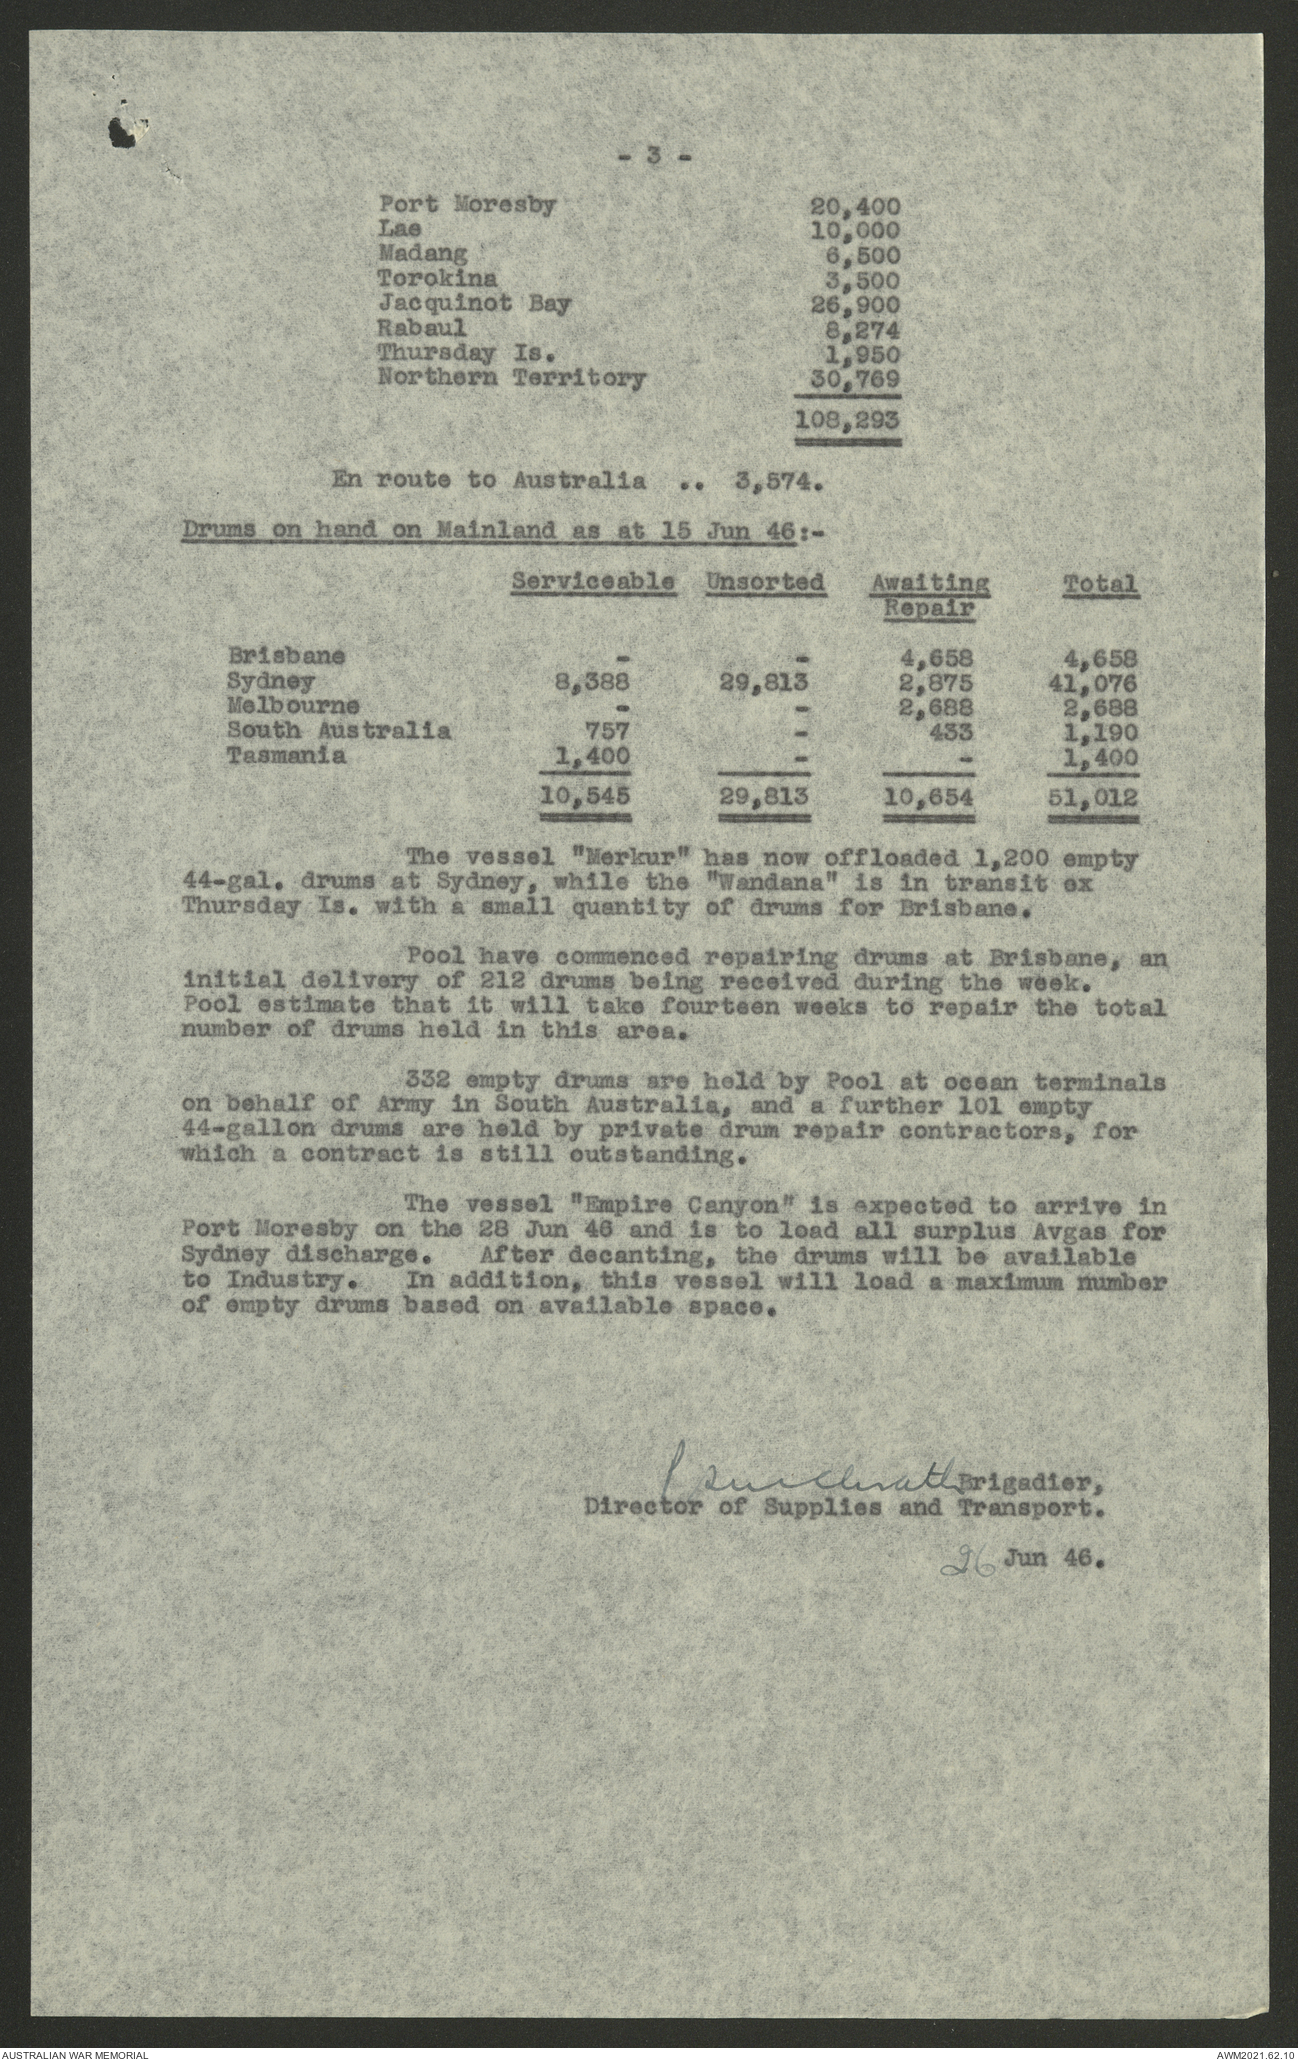 - 3 -
Port Moresby 20,400
Lae 10,000
Madang 6,500
Torokina 3,500
Jacquinot Bay 26,900
Rabaul 8,274
Thursday Is. 1,950
Northern Territory 30,769
108,293
En route to Australia .. 3,574.
Drums on hand on Mainland as at 15 Jun 46:-
Serviceable Unsorted Awaiting Repair Total
Brisbane - - 4,658 4,658
Sydney 8,388 29,813 2,875 41,076
Melbourne - - 2,688 2,688
South Australia 757 - 433 1,190
Tasmania 1,400 - - 1,400
10,545 29,813 10,654 51,012
The vessel "Merkur" has now offloaded 1,200 empty
44-gal. drums at Sydney, while the "Wandana" is in transit ex
Thursday Is. with a small quantity of drums for Brisbane.
Pool have commenced repairing drums at Brisbane, an
initial delivery of 212 drums being received during the week.
Pool estimate that it will take fourteen weeks to repair the total
number of drums held in this area.
332 empty drums are held by Pool at ocean terminals
on behalf of Army in South Australia, and a further 101 empty
44-gallon drums are held by private drum repair contractors, for
which a contract is still outstanding.
The vessel "Empire Canyon" is expected to arrive in
Port Moresby on the 28 Jun 46 and is to load all surplus Avgas for
Sydney discharge. After decanting, the drums will be available
to Industry. In addition, this vessel will load a maximum number
of empty drums based on available space.
Brigadier,
Director of Supplies and Transport.
26 Jun 46.
AUSTRALIAN WAR MEMORIAL
AWM2021.62.10